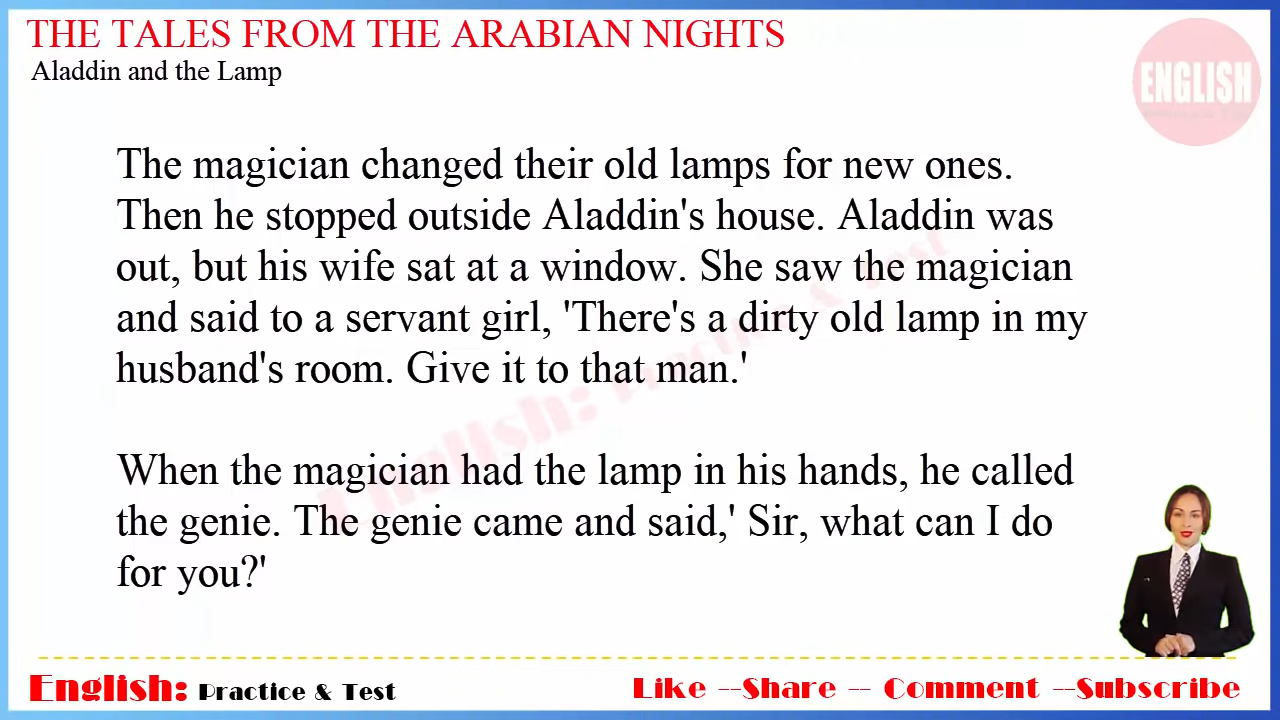 THE TALES FROM THE ARABIAN NIGHTS
Aladdin and the Lamp
ENGLISH
The magician changed their old lamps for new ones.
Then he stopped outside Aladdin's house. Aladdin was
out, but his wife sat at a window. She saw the magician
and said to a servant girl, 'There's a dirty old lamp in my
husband's room. Give it to that man.'
When the magician had the lamp in his hands, he called
the genie. The genie came and said,' Sir, what can I do
for you?'
English: Practice & Test
English: Practice & Test
Like --Share -- Comment --Subscribe